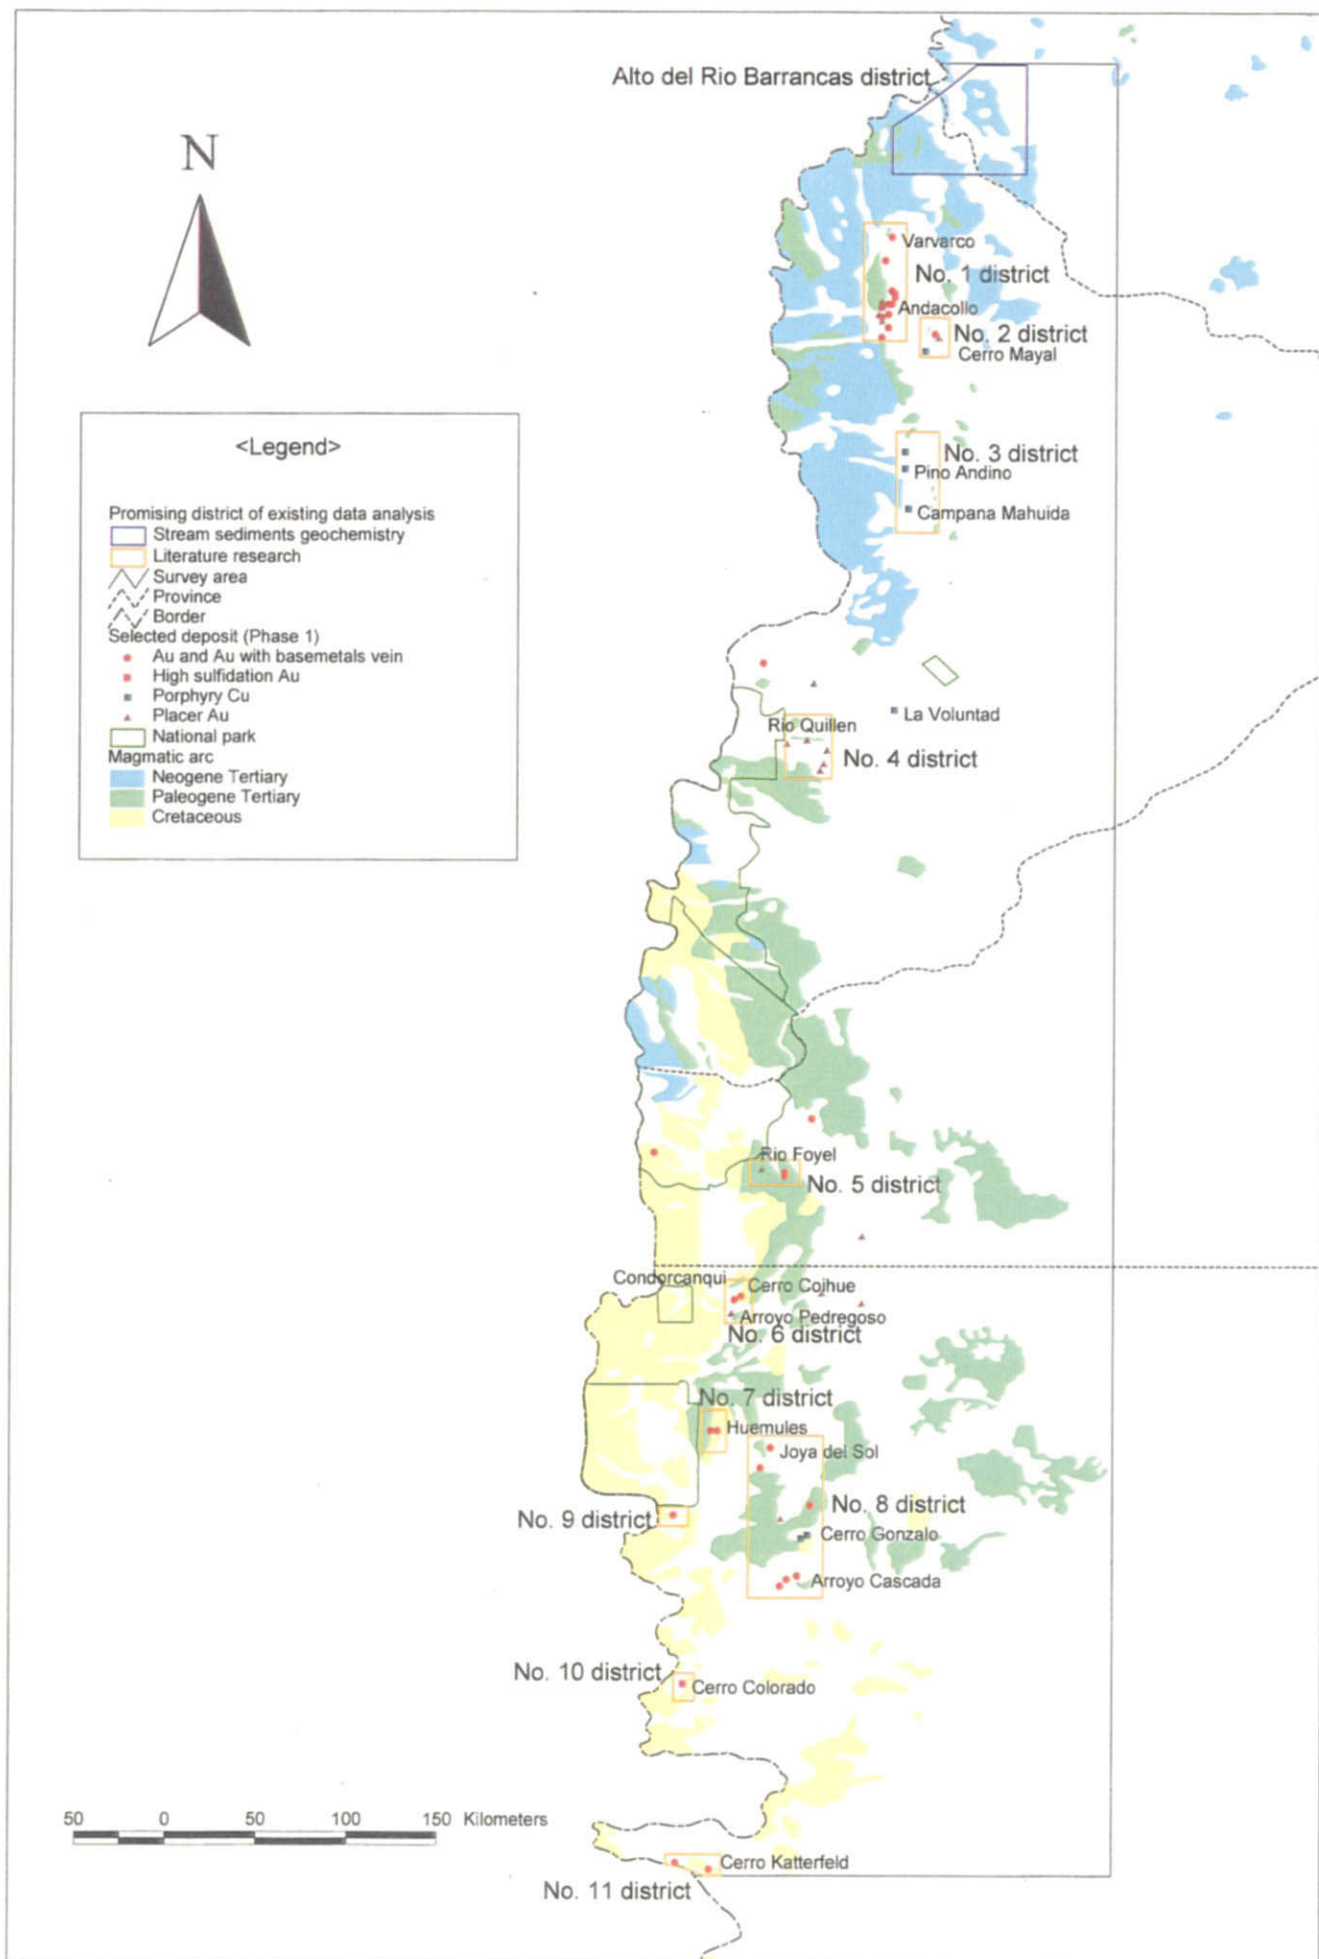 Alto del Rio Barrancas district
N
Varvarco
No. 1 district
Andacollo
No. 2 district
Cerro Mayal
<Legend>
No. 3 district
Pino Andino
Campana Mahuida
Promising district of existing data analysis
Stream sediments geochemistry
Literature research
Survey area
Province
Border
Selected deposit (Phase 1)
Au and Au with basemetals vein
High sulfidation Au
Porphyry Cu
Placer Au
National park
Magmatic arc
Neogene Tertiary
Paleogene Tertiary
Cretaceous
La Voluntad
Rio Quillen
No. 4 district
Rio Foyel
No. 5 district
Condorcanqui
Cerro Coihue
Arroyo Pedregoso
No. 6 district
No. 7 district
Huemules
Joya del Sol
No. 8 district
No. 9 district
Cerro Gonzalo
Arroyo Cascada
No. 10 district
Cerro Colorado
50 0 50 100 150 Kilometers
Cerro Katterfeld
No. 11 district